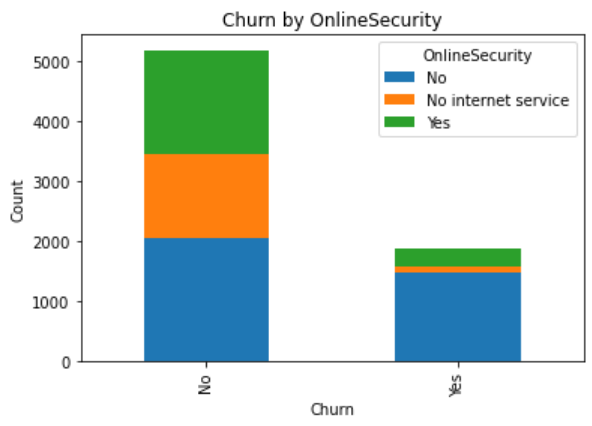 Churn by OnlineSecurity
OnlineSecurity
No
No internet service
Yes
Count
5000
4000
3000
2000
1000
0
No
Yes
Churn